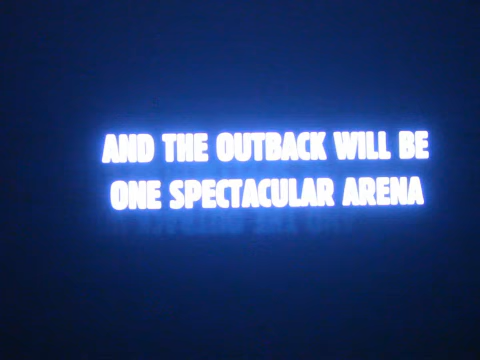 AND THE OUTBACK WILL BE
ONE SPECTACULAR ARENA